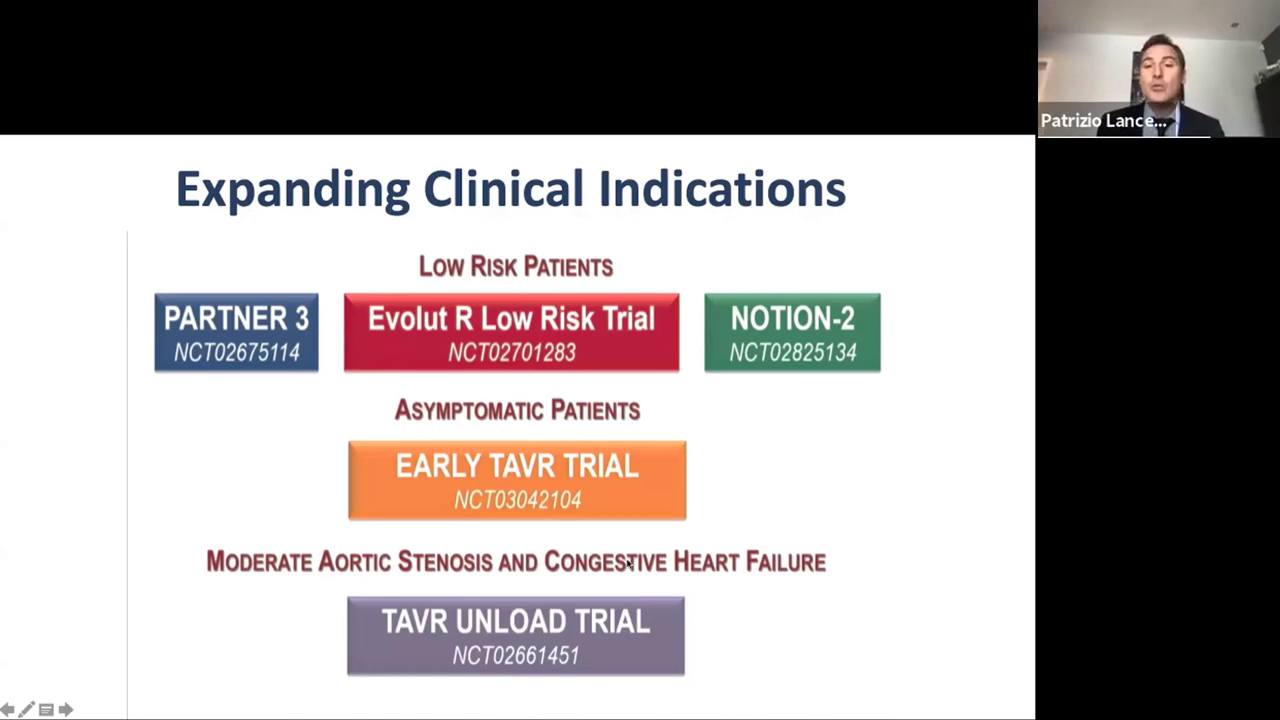 Patrizio Lance...
Expanding Clinical Indications
LOW RISK PATIENTS
PARTNER 3
NCT02675114
Evolut R Low Risk Trial
NCT02701283
NOTION-2
NCT02825134
ASYMPTOMATIC PATIENTS
EARLY TAVR TRIAL
NCT03042104
MODERATE AORTIC STENOSIS AND CONGESTIVE HEART FAILURE
TAVR UNLOAD TRIAL
NCT02661451